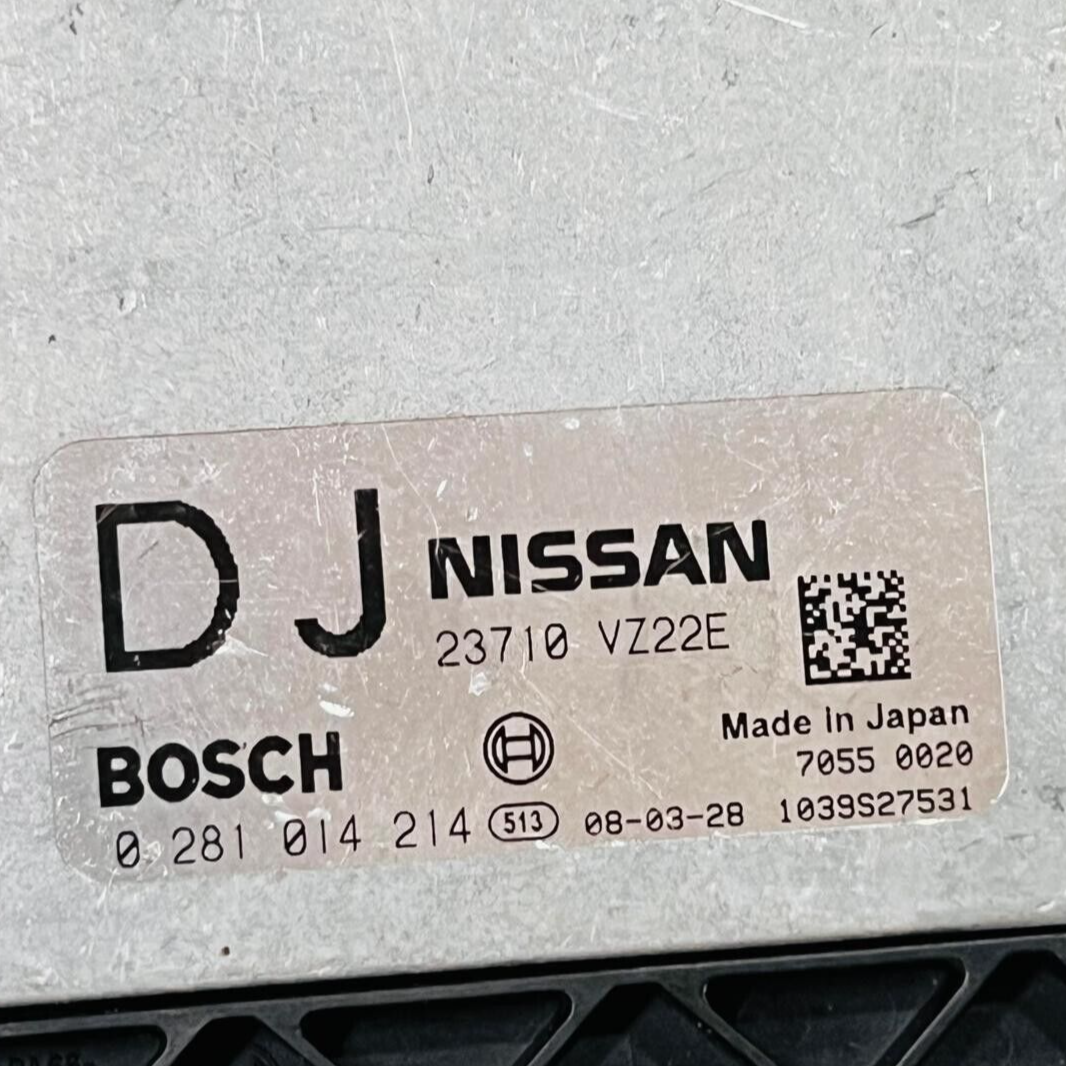 DJ NISSAN
23710 VZ22E
Made in Japan
7055 0020
BOSCH
0 281 014 214 513 08-03-28 1039S27531